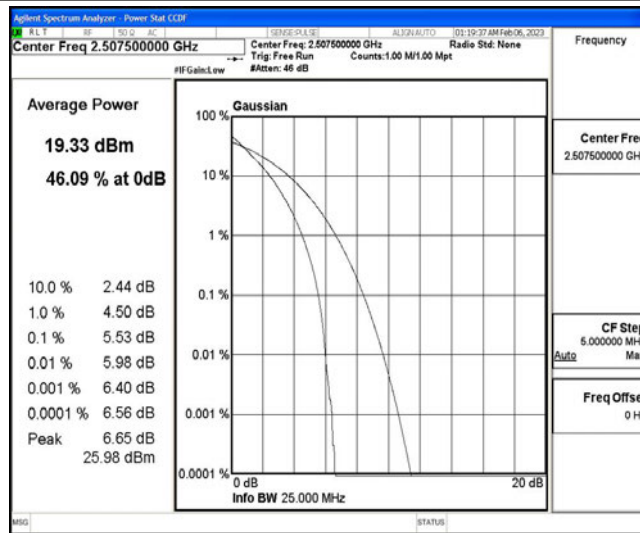 Agilent Spectrum Analyzer - Power Stat CCDF
R L T RF 50 Ω AC SENSE:PULSE ALIGN AUTO 01:19:37 AM Feb 06, 2023
Center Freq 2.507500000 GHz
Center Freq: 2.507500000 GHz Radio Std: None
Trig: Free Run Counts:1.00 M/1.00 Mpt
#IFGain:Low #Atten: 46 dB
Frequency
Average Power
19.33 dBm
46.09 % at 0dB
10.0 % 2.44 dB
1.0 % 4.50 dB
0.1 % 5.53 dB
0.01 % 5.98 dB
0.001 % 6.40 dB
0.0001 % 6.56 dB
Peak 6.65 dB
25.98 dBm
Gaussian
100 %
10 %
1 %
0.1 %
0.01 %
0.001 %
0.0001 %
0 dB 20 dB
Info BW 25.000 MHz
Center Fre
2.507500000 GH
CF Step
5.000000 MH
Auto Ma
Freq Offse
0 H
MSG STATUS